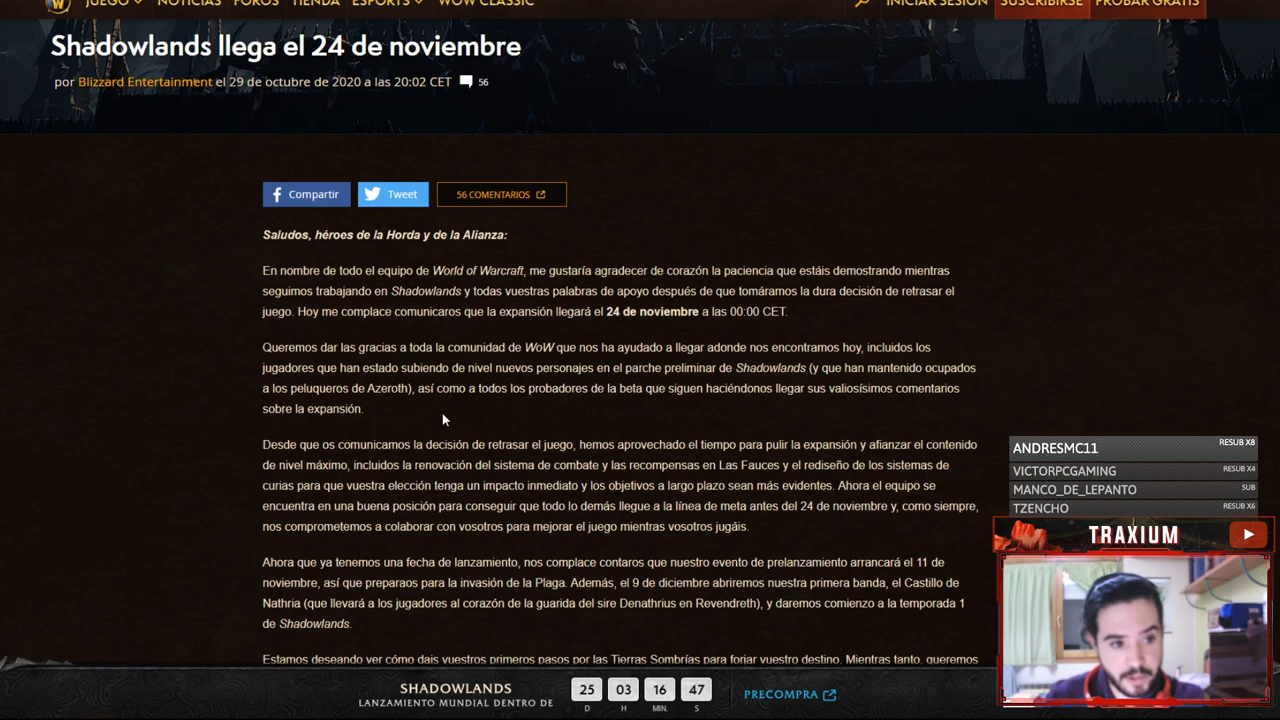 JUEGO NOTICIAS FOROS TIENDA ESPORTS WOW CLASSIC INICIAR SESIÓN SUSCRIBIRSE PROBAR GRATIS
Shadowlands llega el 24 de noviembre
por Blizzard Entertainment el 29 de octubre de 2020 a las 20:02 CET 56
Compartir Tweet 56 COMENTARIOS
Saludos, héroes de la Horda y de la Alianza:
En nombre de todo el equipo de World of Warcraft, me gustaría agradecer de corazón la paciencia que estáis demostrando mientras
seguimos trabajando en Shadowlands y todas vuestras palabras de apoyo después de que tomáramos la dura decisión de retrasar el
juego. Hoy me complace comunicaros que la expansión llegará el 24 de noviembre a las 00:00 CET.
Queremos dar las gracias a toda la comunidad de WoW que nos ha ayudado a llegar adonde nos encontramos hoy, incluidos los
jugadores que han estado subiendo de nivel nuevos personajes en el parche preliminar de Shadowlands (y que han mantenido ocupados
a los peluqueros de Azeroth), así como a todos los probadores de la beta que siguen haciéndonos llegar sus valiosísimos comentarios
sobre la expansión.
Desde que os comunicamos la decisión de retrasar el juego, hemos aprovechado el tiempo para pulir la expansión y afianzar el contenido
de nivel máximo, incluidos la renovación del sistema de combate y las recompensas en Las Fauces y el rediseño de los sistemas de
curias para que vuestra elección tenga un impacto inmediato y los objetivos a largo plazo sean más evidentes. Ahora el equipo se
encuentra en una buena posición para conseguir que todo lo demás llegue a la línea de meta antes del 24 de noviembre y, como siempre,
nos comprometemos a colaborar con vosotros para mejorar el juego mientras vosotros jugáis.
Ahora que ya tenemos una fecha de lanzamiento, nos complace contaros que nuestro evento de prelanzamiento arrancará el 11 de
noviembre, así que preparaos para la invasión de la Plaga. Además, el 9 de diciembre abriremos nuestra primera banda, el Castillo de
Nathria (que llevará a los jugadores al corazón de la guarida del sire Denathrius en Revendreth), y daremos comienzo a la temporada 1
de Shadowlands.
Estamos deseando ver cómo dais vuestros primeros pasos por las Tierras Sombrías para forjar vuestro destino. Mientras tanto, queremos
SHADOWLANDS
LANZAMIENTO MUNDIAL DENTRO DE
25 03 16 47
D H MIN. S
PRECOMPRA
ANDRESMC11 RESUB X8
VICTORPCGAMING RESUB X4
MANCO_DE_LEPANTO SUB
TZENCHO RESUB X6
TRAXIUM